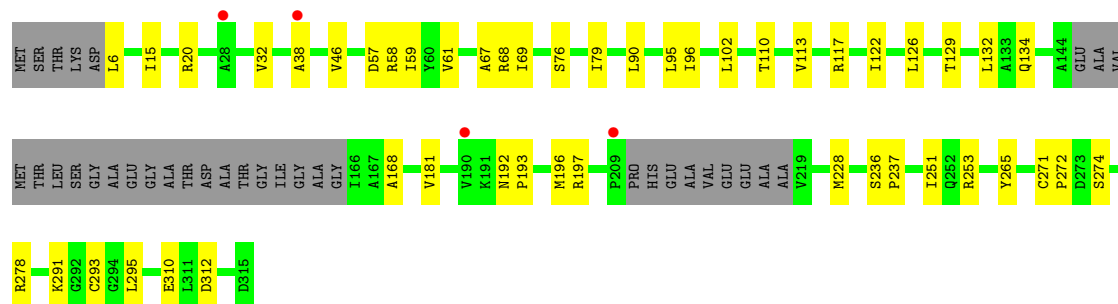 MET SER THR LYS ASP L6 I15 R20 A28 V32 A38 V46 D57 R58 I59 Y60 V61 A67 R68 I69 S76 I79 L90 L95 I96 L102 T110 V113 R117 I122 L126 T129 L132 A133 Q134 A144 GLU ALA VAL
MET THR LEU SER GLY ALA GLU GLY ALA THR ASP ALA THR GLY ILE GLY ALA GLY I166 A167 A168 V181 V190 K191 N192 P193 M196 R197 P209 PRO HIS GLU ALA VAL GLU GLU ALA ALA V219 M228 S236 P237 I251 Q252 R253 Y265 C271 P272 D273 S274
R278 K291 G292 C293 G294 L295 E310 L311 D312 D315